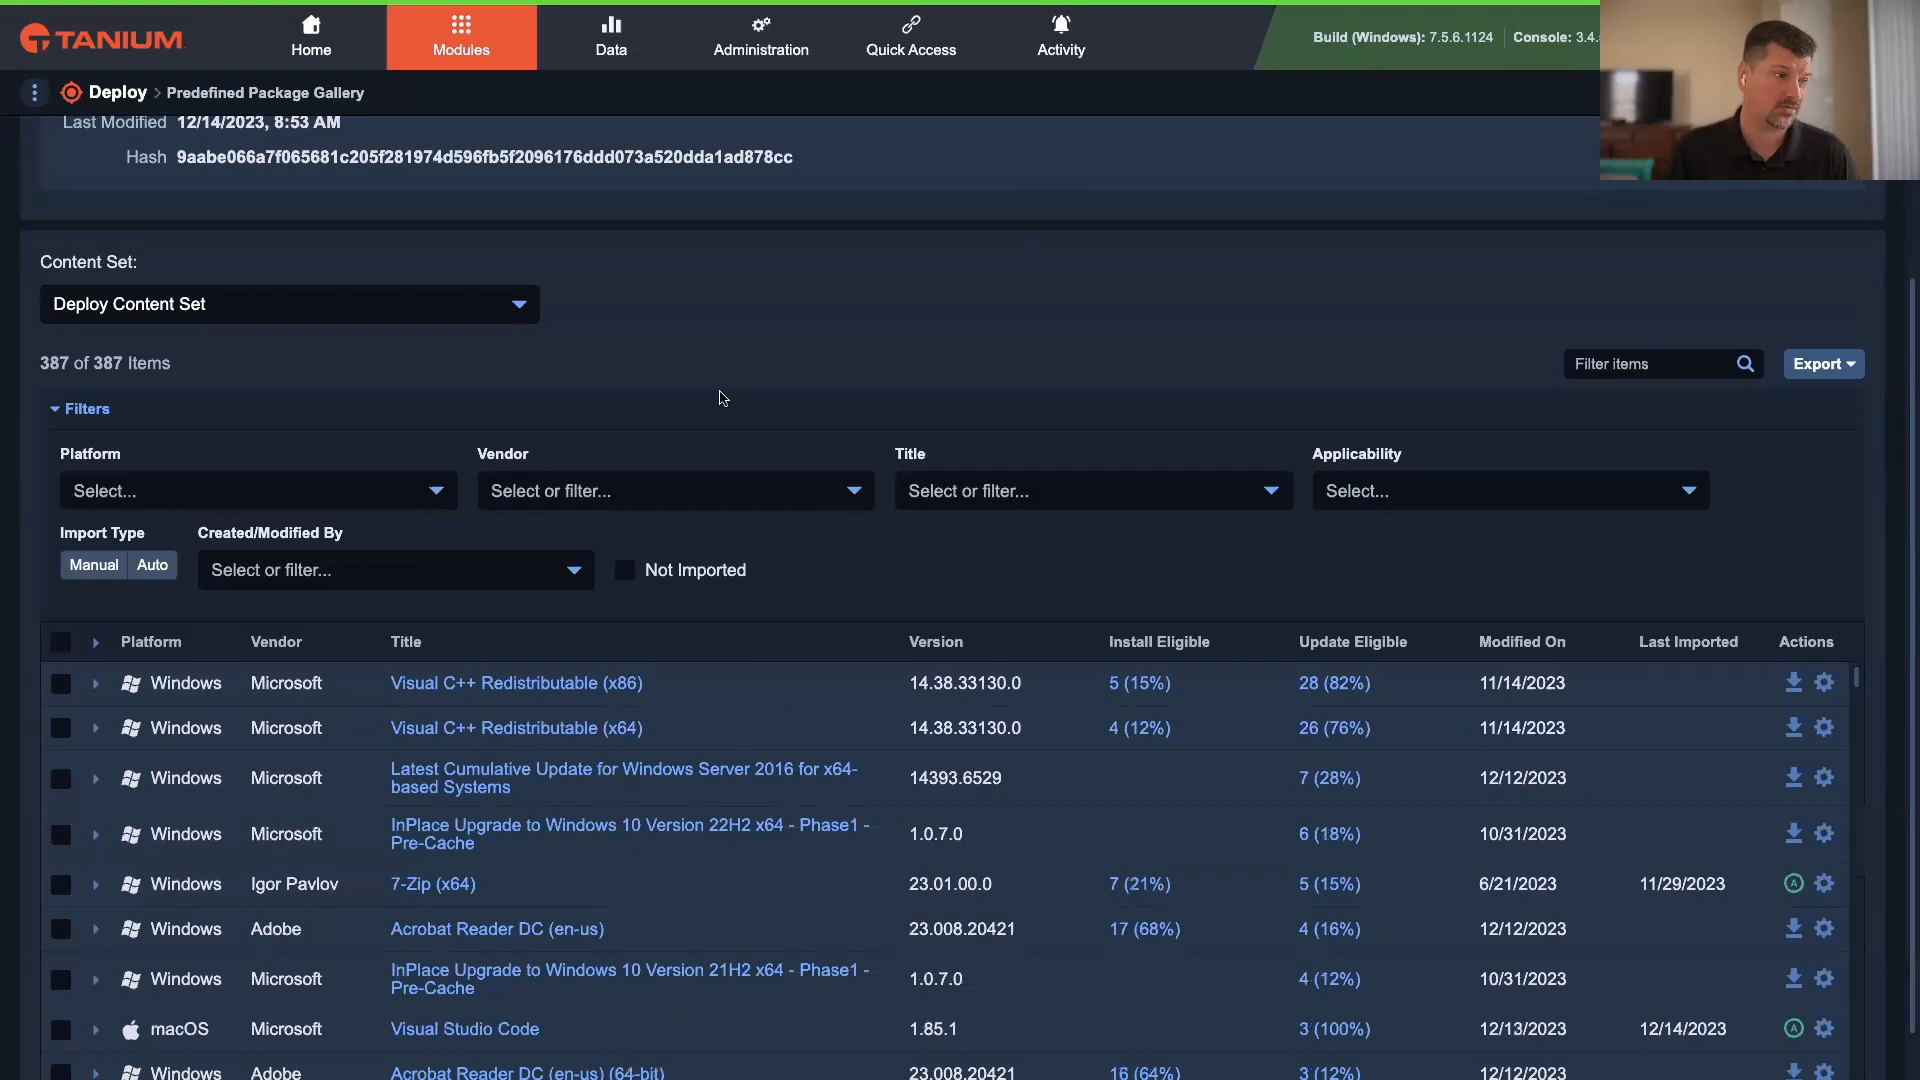 TANIUM
Home
Modules
Data
Administration
Quick Access
Activity
Build (Windows): 7.5.6.1124
Console: 3.4.
Deploy > Predefined Package Gallery
Last Modified 12/14/2023, 8:53 AM
Hash 9aabe066a7f065681c205f281974d596fb5f2096176ddd073a520dda1ad878cc
Content Set:
Deploy Content Set
387 of 387 Items
Filter items
Export
Filters
Platform Vendor Title Applicability
Select... Select or filter... Select or filter... Select...
Import Type Created/Modified By
Manual Auto Select or filter... Not Imported
Platform Vendor Title Version Install Eligible Update Eligible Modified On Last Imported Actions
Windows Microsoft Visual C++ Redistributable (x86) 14.38.33130.0 5 (15%) 28 (82%) 11/14/2023
Windows Microsoft Visual C++ Redistributable (x64) 14.38.33130.0 4 (12%) 26 (76%) 11/14/2023
Windows Microsoft Latest Cumulative Update for Windows Server 2016 for x64- 14393.6529 7 (28%) 12/12/2023
based Systems
Windows Microsoft InPlace Upgrade to Windows 10 Version 22H2 x64 - Phase1 - 1.0.7.0 6 (18%) 10/31/2023
Pre-Cache
Windows Igor Pavlov 7-Zip (x64) 23.01.00.0 7 (21%) 5 (15%) 6/21/2023 11/29/2023 A
Windows Adobe Acrobat Reader DC (en-us) 23.008.20421 17 (68%) 4 (16%) 12/12/2023
Windows Microsoft InPlace Upgrade to Windows 10 Version 21H2 x64 - Phase1 - 1.0.7.0 4 (12%) 10/31/2023
Pre-Cache
macOS Microsoft Visual Studio Code 1.85.1 3 (100%) 12/13/2023 12/14/2023 A
Windows Adobe Acrobat Reader DC (en-us) (64-bit) 23.008.20421 16 (64%) 3 (12%) 12/12/2023